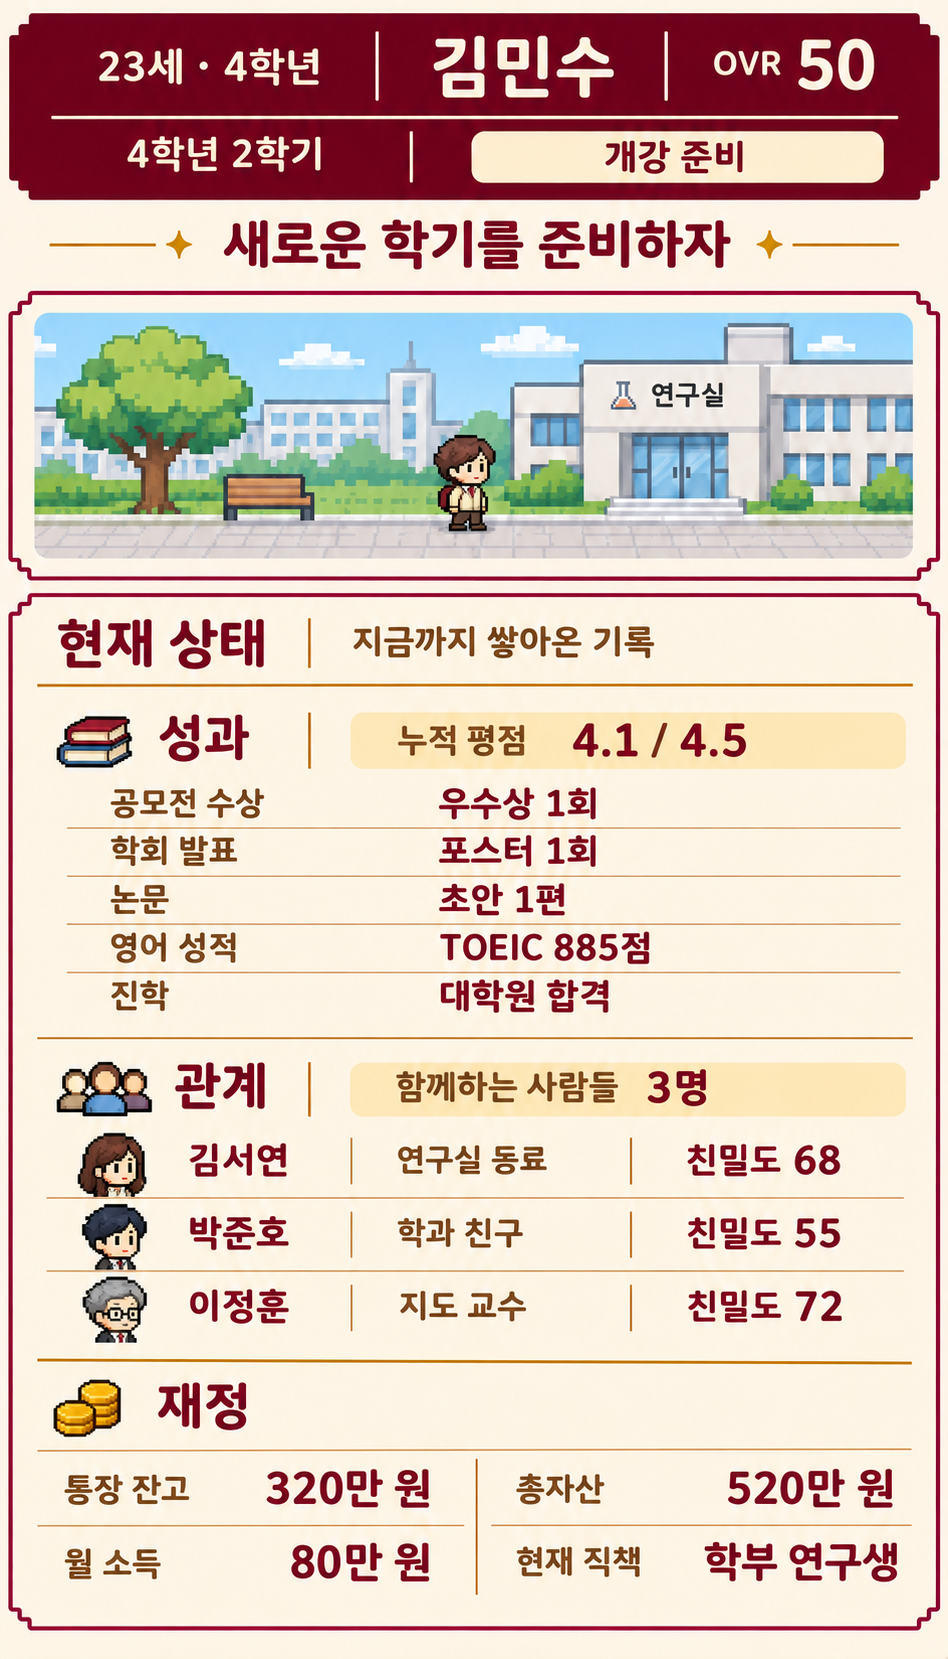 23세 · 4학년 김민수 OVR 50
4학년 2학기 개강 준비
새로운 학기를 준비하자
연구실
현재 상태 지금까지 쌓아온 기록
성과 누적 평점 4.1 / 4.5
공모전 수상 우수상 1회
학회 발표 포스터 1회
논문 초안 1편
영어 성적 TOEIC 885점
진학 대학원 합격
관계 함께하는 사람들 3명
김서연 연구실 동료 친밀도 68
박준호 학과 친구 친밀도 55
이정훈 지도 교수 친밀도 72
재정
통장 잔고 320만 원 총자산 520만 원
월 소득 80만 원 현재 직책 학부 연구생